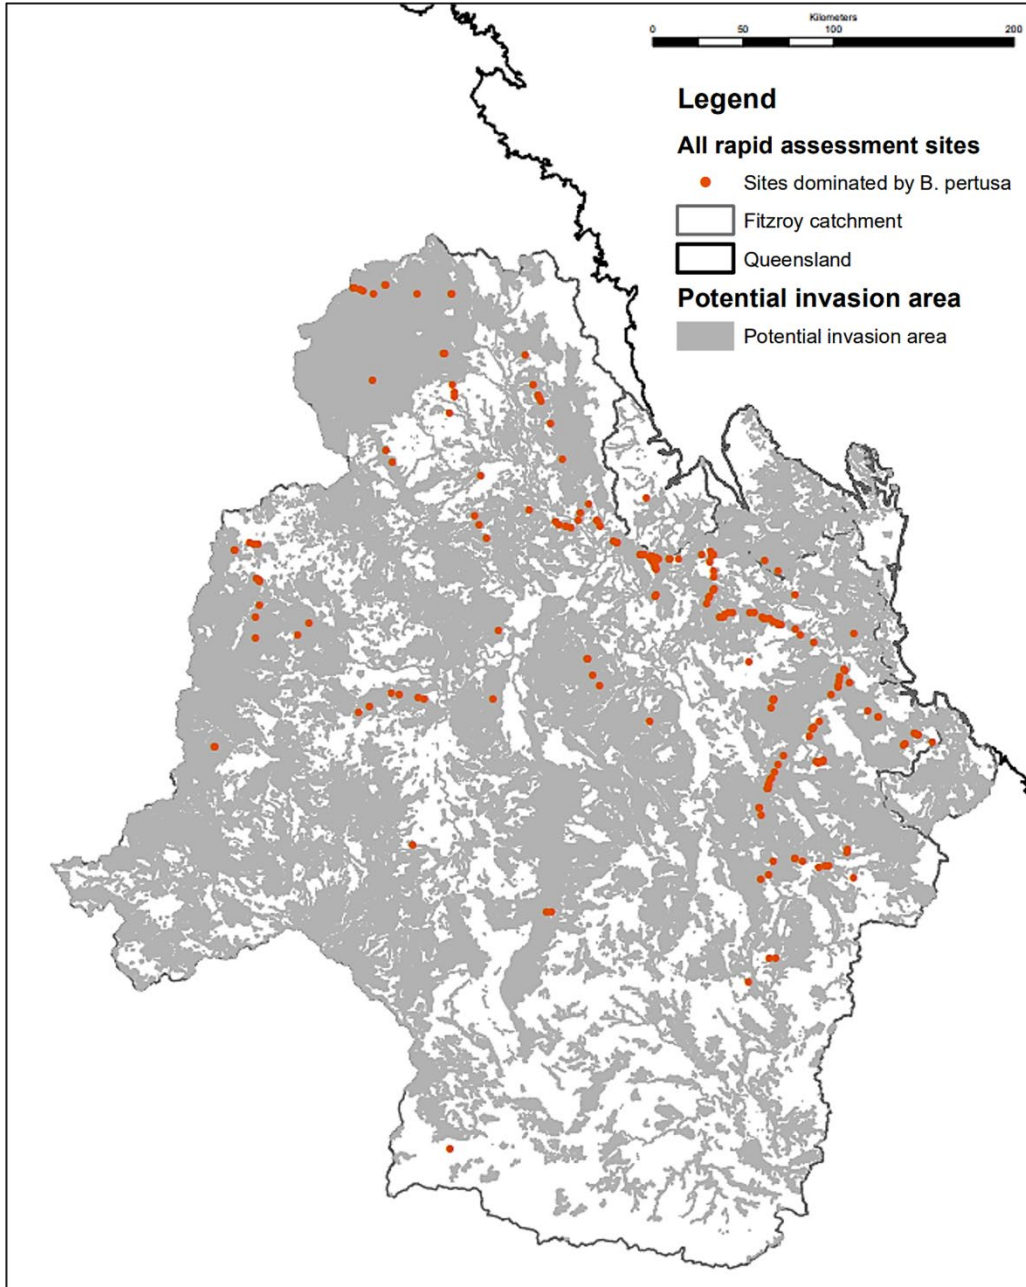 Kilometers
0 50 100 200
Legend
All rapid assessment sites
Sites dominated by B. pertusa
Fitzroy catchment
Queensland
Potential invasion area
Potential invasion area